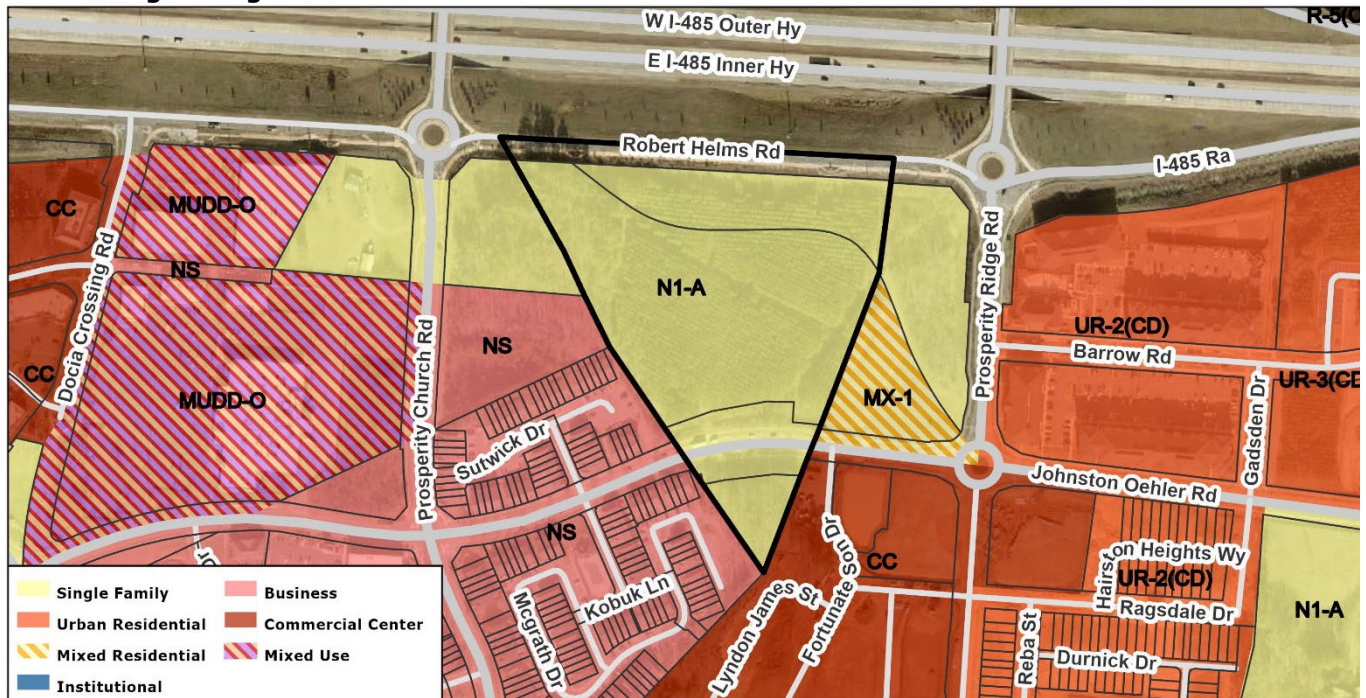 R-5(C
W I-485 Outer Hy
E I-485 Inner Hy
Robert Helms Rd
I-485 Ra
CC
MUDD-O
Docia Crossing Rd
NS
N1-A
Prosperity Church Rd
Prosperity Ridge Rd
NS
UR-2(CD)
Barrow Rd
CC
MUDD-O
MX-1
UR-3(CD
Gadsden Dr
Sutwick Dr
Johnston Oehler Rd
NS
CC
Fortunate Son Dr
Hairston Heights Wy
UR-2(CD)
Kobuk Ln
Mcgrath Dr
Lyndon James St
Ragsdale Dr
N1-A
Reba St
Durnick Dr
Dr
Single Family
Business
Urban Residential
Commercial Center
Mixed Residential
Mixed Use
Institutional